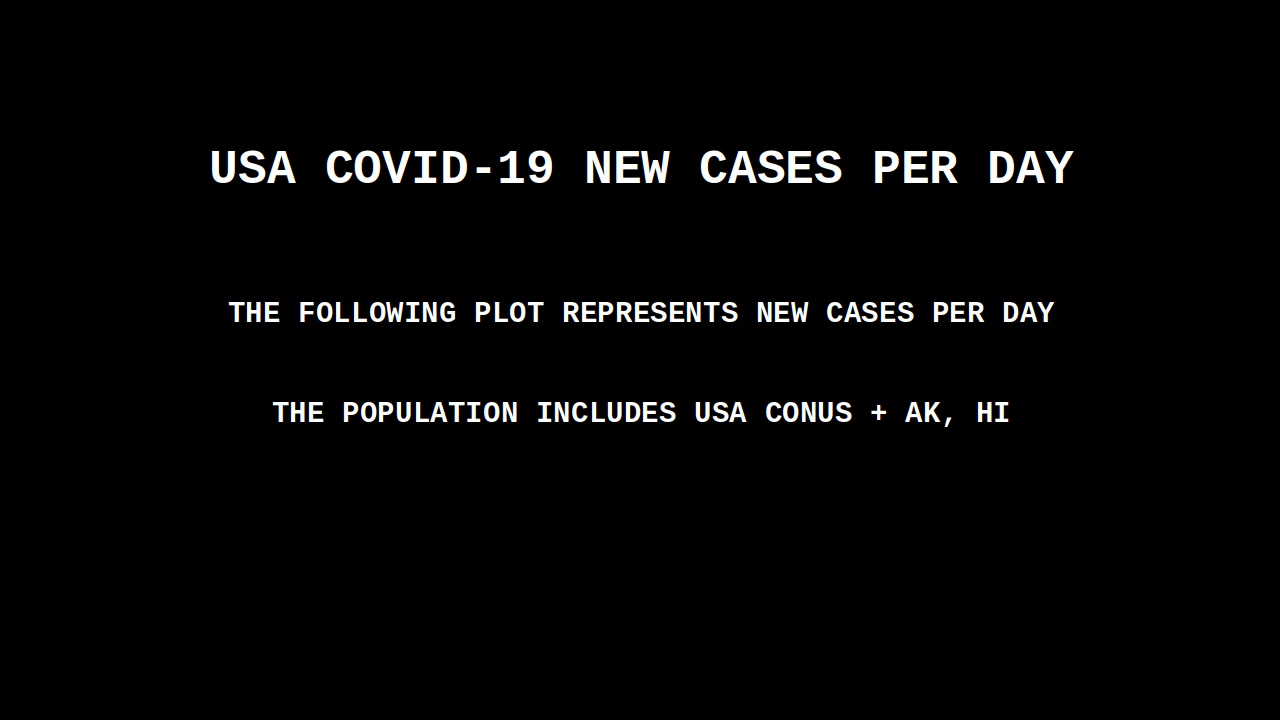 USA COVID-19 NEW CASES PER DAY
THE FOLLOWING PLOT REPRESENTS NEW CASES PER DAY
THE POPULATION INCLUDES USA CONUS + AK, HI